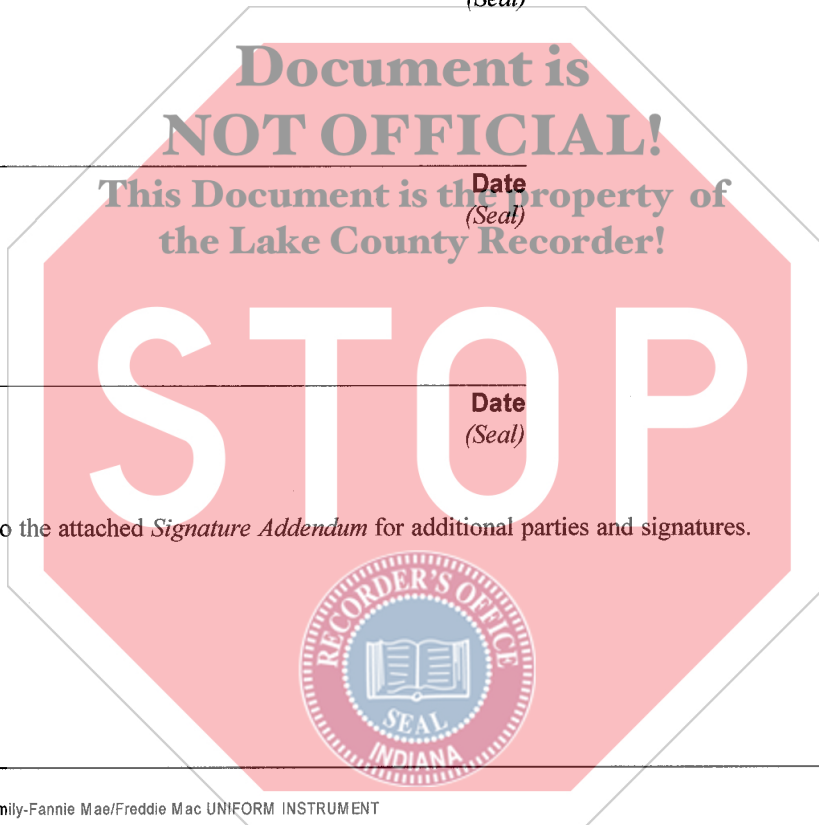 (Seal)
Document is
NOT OFFICIAL!
Date
This Document is the property of
(Seal)
the Lake County Recorder!
STOP
Date
(Seal)
o the attached Signature Addendum for additional parties and signatures.
RECORDER'S OFFICE
SEAL
INDIANA
mily-Fannie Mae/Freddie Mac UNIFORM INSTRUMENT